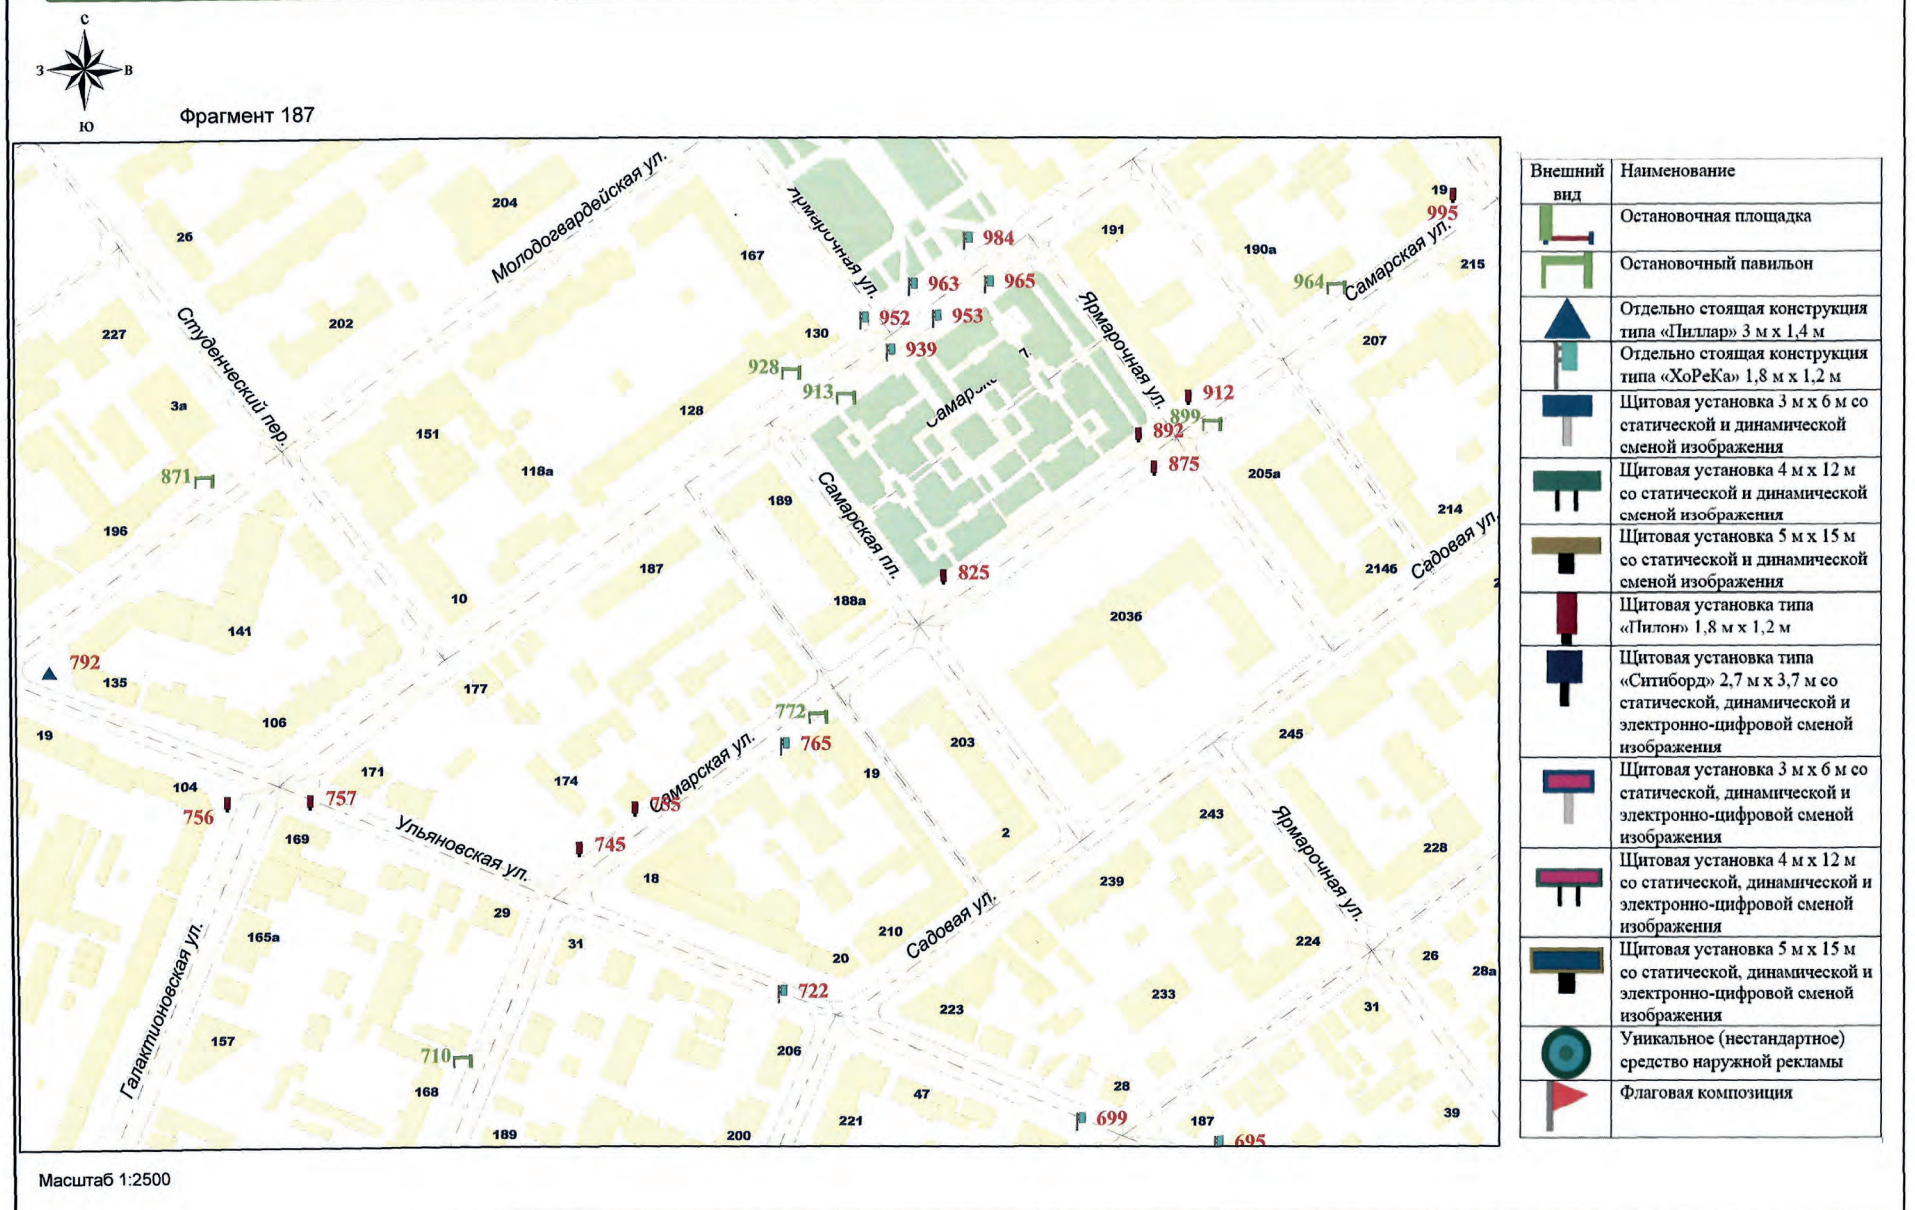 С
З
В
Ю
Фрагмент 187
204
26
167
191
19
995
190а
215
984
963
965
964
952
953
939
130
202
227
207
928
913
912
899
892
875
128
3а
151
118а
871
205а
214
189
196
187
825
188а
2146
10
141
2036
792
135
177
106
19
772
765
203
245
171
174
104
756
757
745
169
19
243
2
228
18
29
239
165а
31
210
20
224
26
28а
722
223
233
31
157
206
710
168
28
47
39
699
187
221
189
200
695
Молодогвардейская ул.
Ярмарочная ул.
Самарская ул.
Студенческий пер.
Ярмарочная ул.
Самарская пл.
Садовая ул.
Самарская ул.
Ульяновская ул.
Ярмарочная ул.
Садовая ул.
Галактионовская ул.
Внешний вид
Наименование
Остановочная площадка
Остановочный павильон
Отдельно стоящая конструкция
типа «Пиллар» 3 м х 1,4 м
Отдельно стоящая конструкция
типа «ХоРеКа» 1,8 м х 1,2 м
Щитовая установка 3 м х 6 м со
статической и динамической
сменой изображения
Щитовая установка 4 м х 12 м
со статической и динамической
сменой изображения
Щитовая установка 5 м х 15 м
со статической и динамической
сменой изображения
Щитовая установка типа
«Пилон» 1,8 м х 1,2 м
Щитовая установка типа
«Ситиборд» 2,7 м х 3,7 м со
статической, динамической и
электронно-цифровой сменой
изображения
Щитовая установка 3 м х 6 м со
статической, динамической и
электронно-цифровой сменой
изображения
Щитовая установка 4 м х 12 м
со статической, динамической и
электронно-цифровой сменой
изображения
Щитовая установка 5 м х 15 м
со статической, динамической и
электронно-цифровой сменой
изображения
Уникальное (нестандартное)
средство наружной рекламы
Флаговая композиция
Масштаб 1:2500